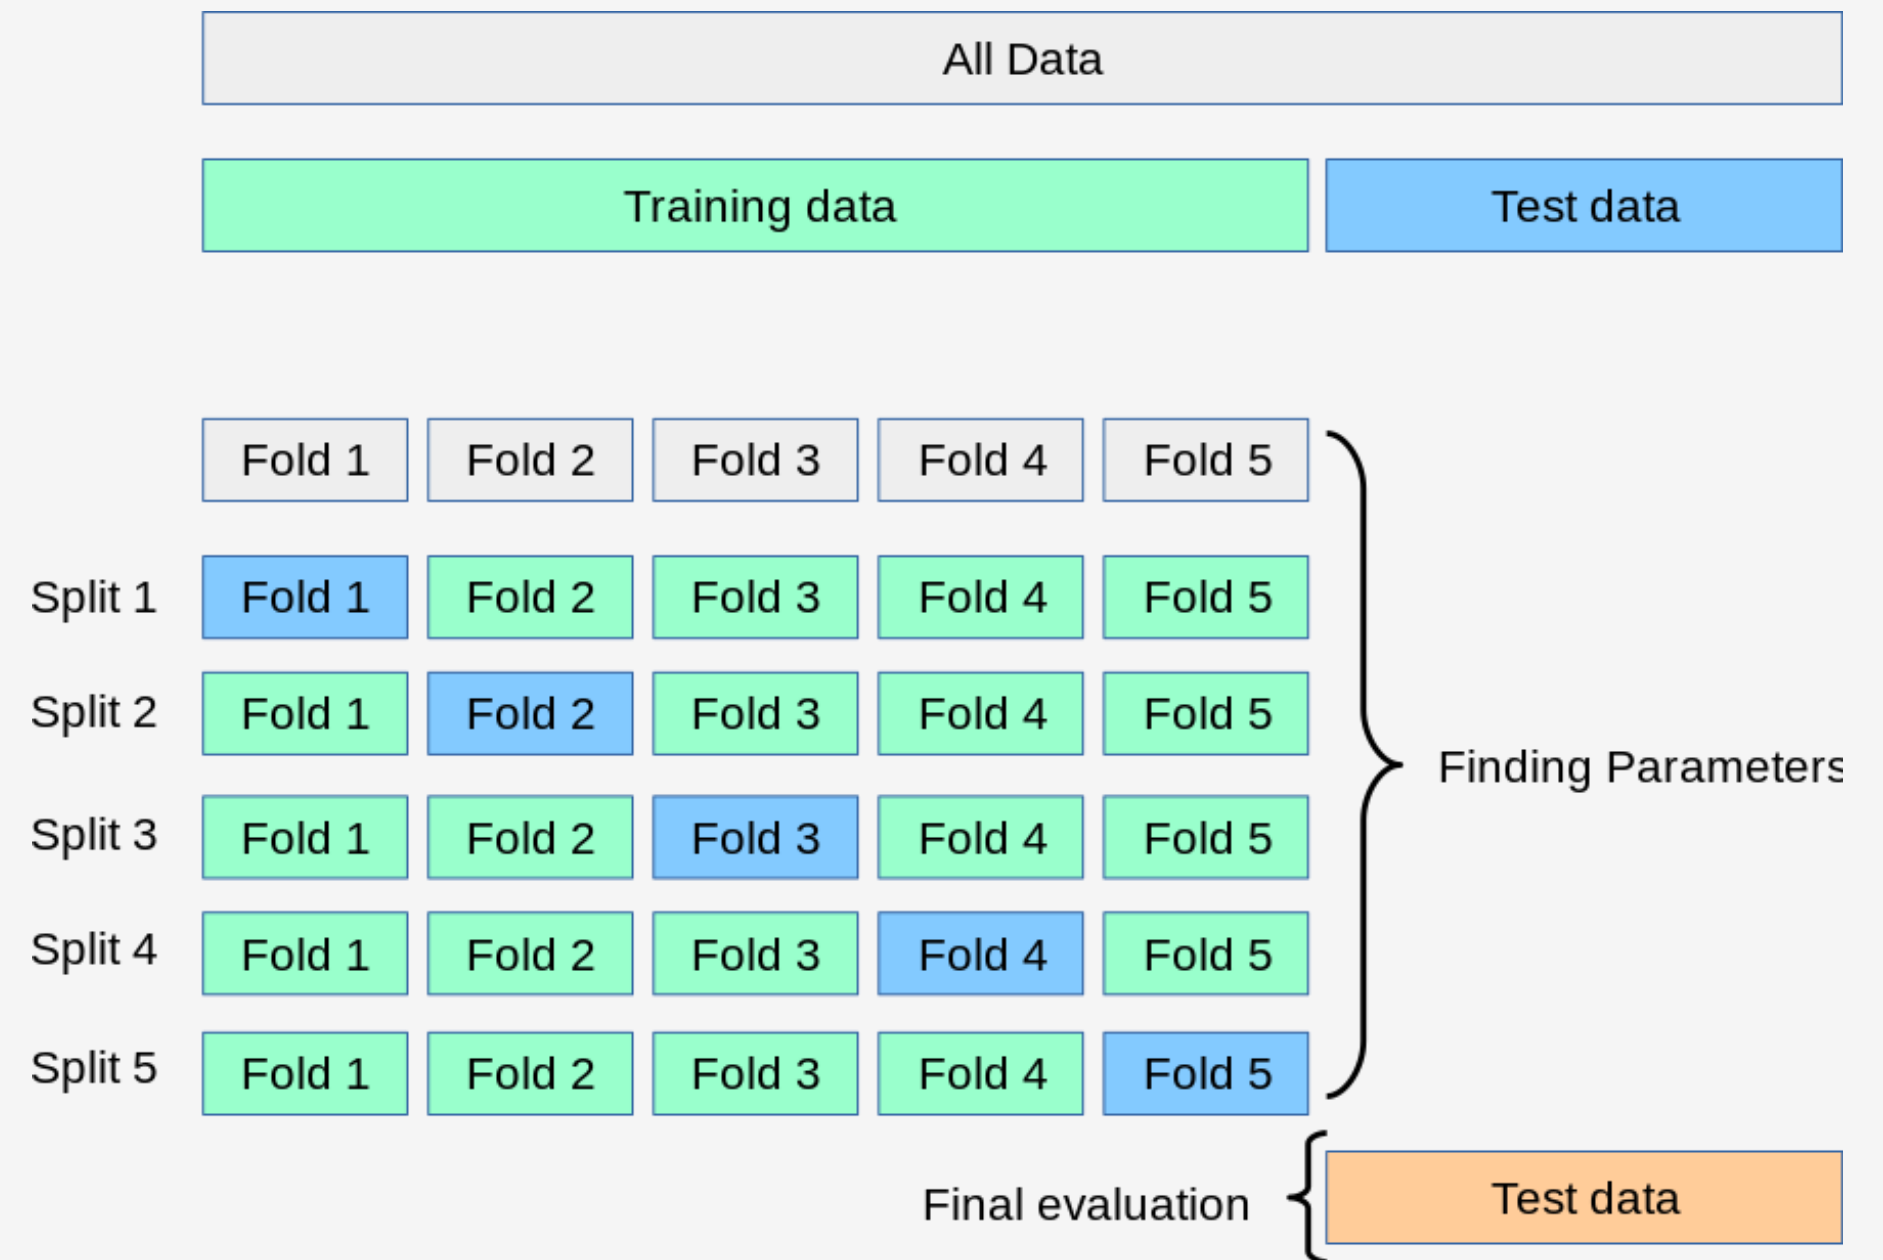 All Data
Training data Test data
Fold 1 Fold 2 Fold 3 Fold 4 Fold 5
Split 1 Fold 1 Fold 2 Fold 3 Fold 4 Fold 5
Split 2 Fold 1 Fold 2 Fold 3 Fold 4 Fold 5
Finding Parameters
Split 3 Fold 1 Fold 2 Fold 3 Fold 4 Fold 5
Split 4 Fold 1 Fold 2 Fold 3 Fold 4 Fold 5
Split 5 Fold 1 Fold 2 Fold 3 Fold 4 Fold 5
Final evaluation Test data